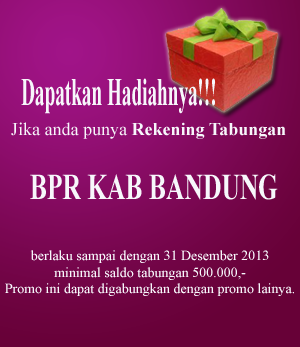 Dapatkan Hadiahnya!!!
Jika anda punya Rekening Tabungan
BPR KAB BANDUNG
berlaku sampai dengan 31 Desember 2013
minimal saldo tabungan 500.000,-
Promo ini dapat digabungkan dengan promo lainya.